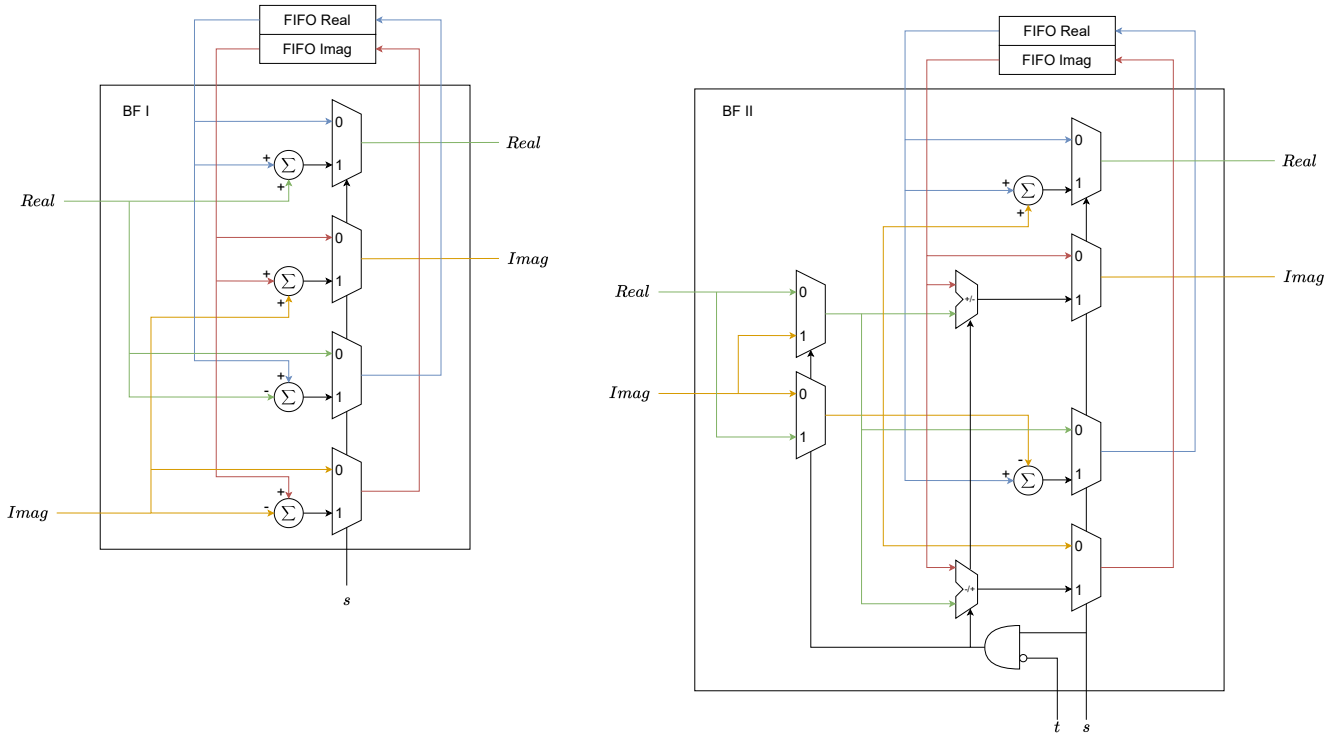 FIFO Real
FIFO Imag
BF I
0
Real
+
Σ
1
+
Real
0
Imag
+
Σ
1
+
0
+
-
Σ
1
0
+
Imag
-
Σ
1
s
FIFO Real
FIFO Imag
BF II
0
Real
+
Σ
1
+
0
Imag
Real
0
+/-
1
1
Imag
0
0
1
-
+
Σ
1
0
-/+
1
t
s